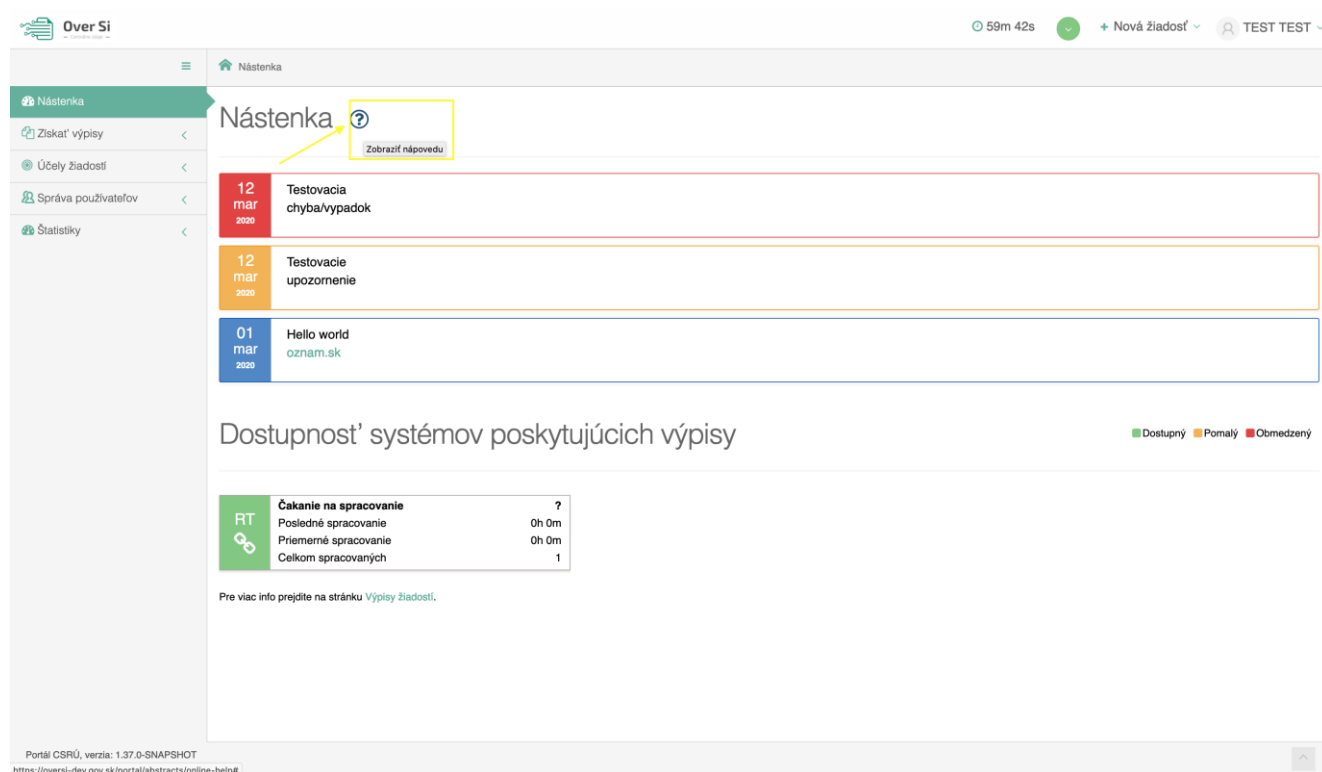 Over Si
59m 42s
+ Nová žiadosť
TEST TEST
Nástenka
Nástenka
Získať výpisy
Účely žiadostí
Správa používateľov
Štatistiky
Nástenka ?
Zobraziť nápovedu
12
mar
2020
Testovacia
chyba/vypadok
12
mar
2020
Testovacie
upozornenie
01
mar
2020
Hello world
oznam.sk
Dostupnosť systémov poskytujúcich výpisy
Dostupný Pomalý Obmedzený
RT
Čakanie na spracovanie ?
Posledné spracovanie 0h 0m
Priemerné spracovanie 0h 0m
Celkom spracovaných 1
Pre viac info prejdite na stránku Výpisy žiadostí.
Portál CSRÚ, verzia: 1.37.0-SNAPSHOT
https://oversi-dev.gov.sk/portal/abstracts/online-help#